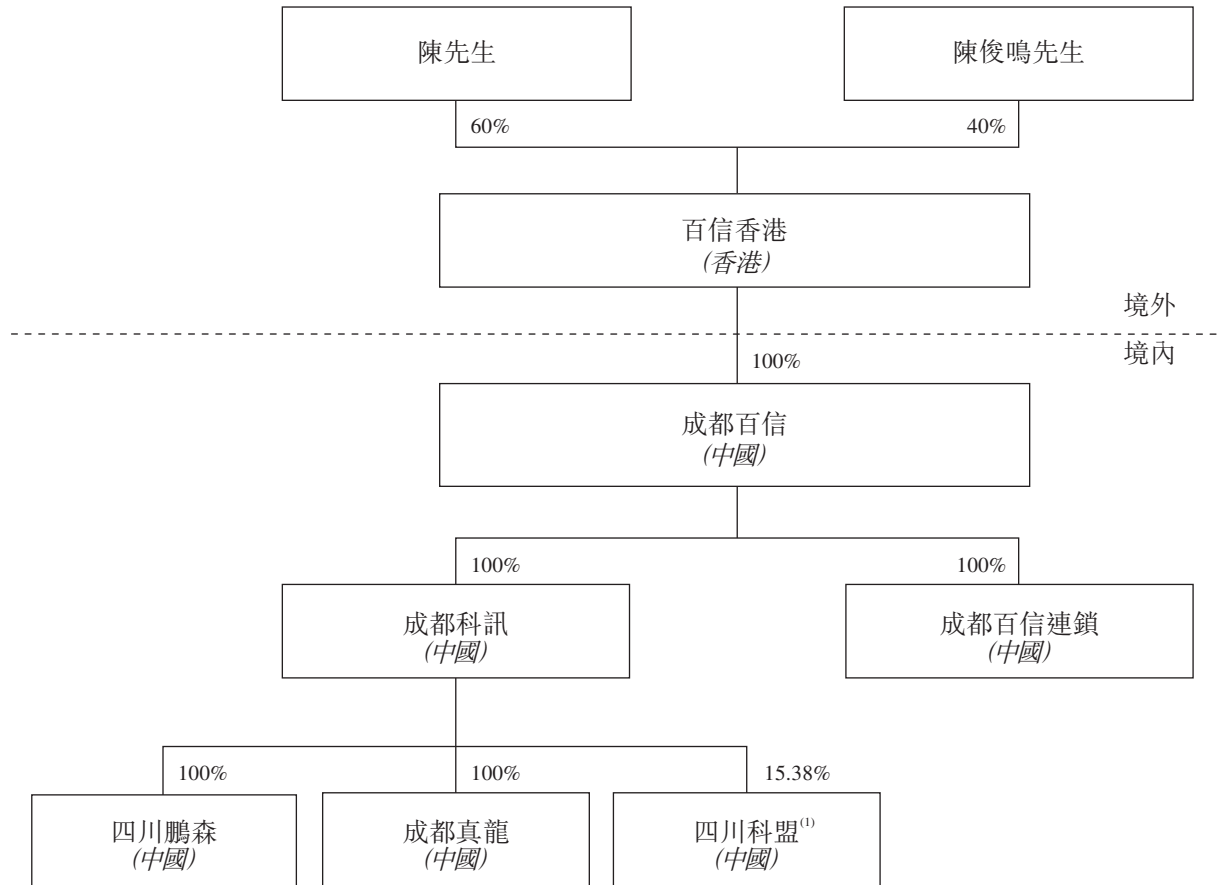 陳先生
陳俊鳴先生
60%
40%
百信香港
(香港)
境外
境內
100%
成都百信
(中國)
100%
100%
成都科訊
(中國)
成都百信連鎖
(中國)
100%
100%
15.38%
四川鵬森
(中國)
成都真龍
(中國)
四川科盟(1)
(中國)